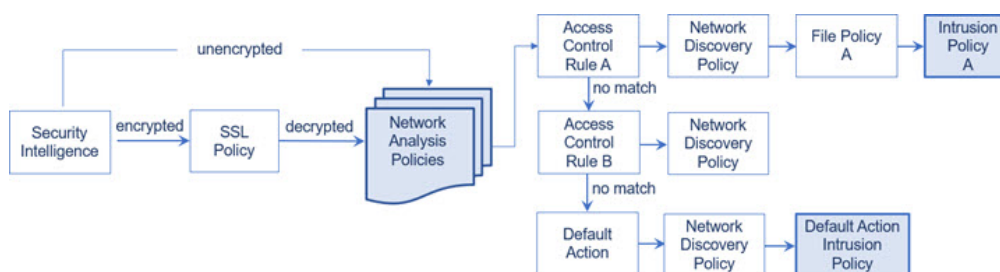 unencrypted
Security
Intelligence
encrypted
SSL
Policy
decrypted
Network
Analysis
Policies
Access
Control
Rule A
Network
Discovery
Policy
File Policy
A
Intrusion
Policy
A
no match
Access
Control
Rule B
Network
Discovery
Policy
no match
Default
Action
Network
Discovery
Policy
Default Action
Intrusion
Policy